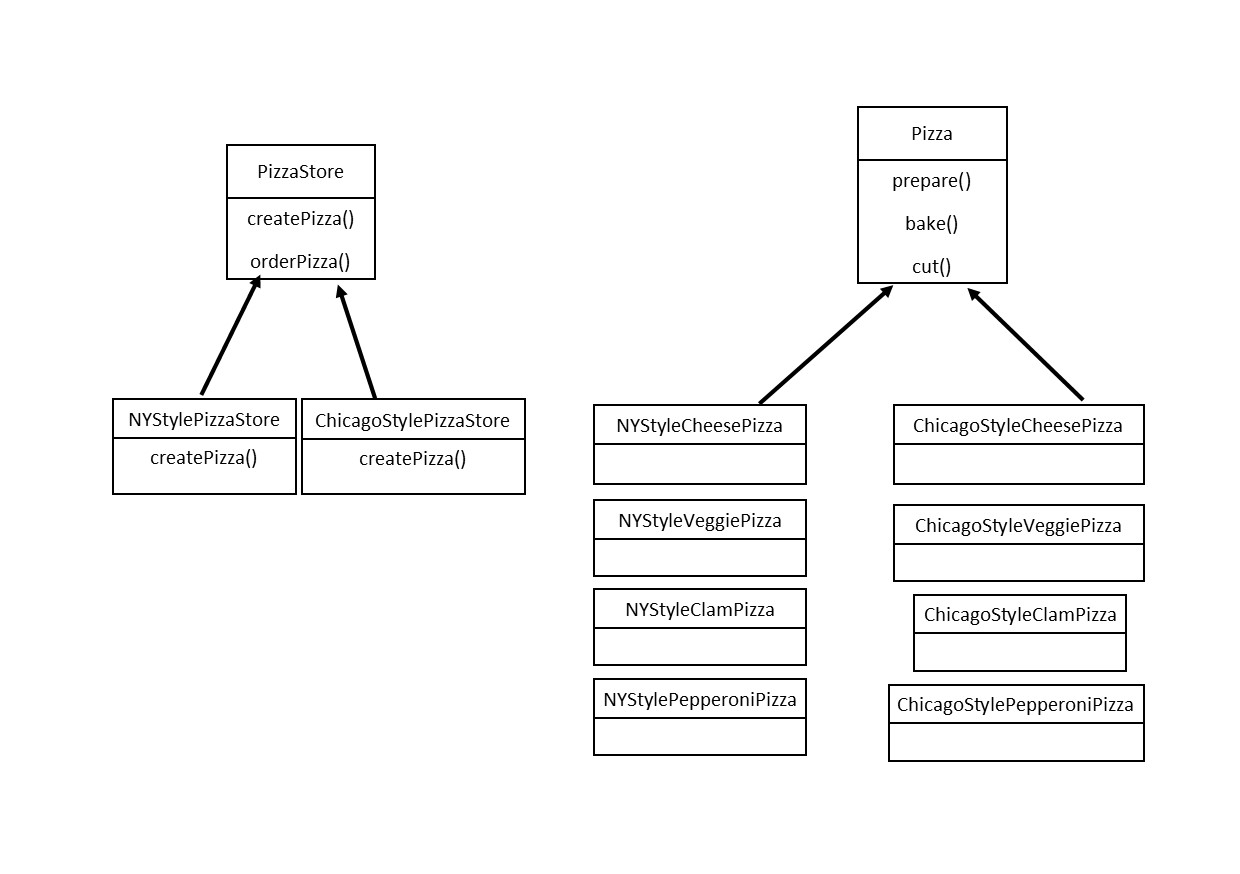 PizzaStore
createPizza()
orderPizza()
NYStylePizzaStore
createPizza()
ChicagoStylePizzaStore
createPizza()
Pizza
prepare()
bake()
cut()
NYStyleCheesePizza
NYStyleVeggiePizza
NYStyleClamPizza
NYStylePepperoniPizza
ChicagoStyleCheesePizza
ChicagoStyleVeggiePizza
ChicagoStyleClamPizza
ChicagoStylePepperoniPizza